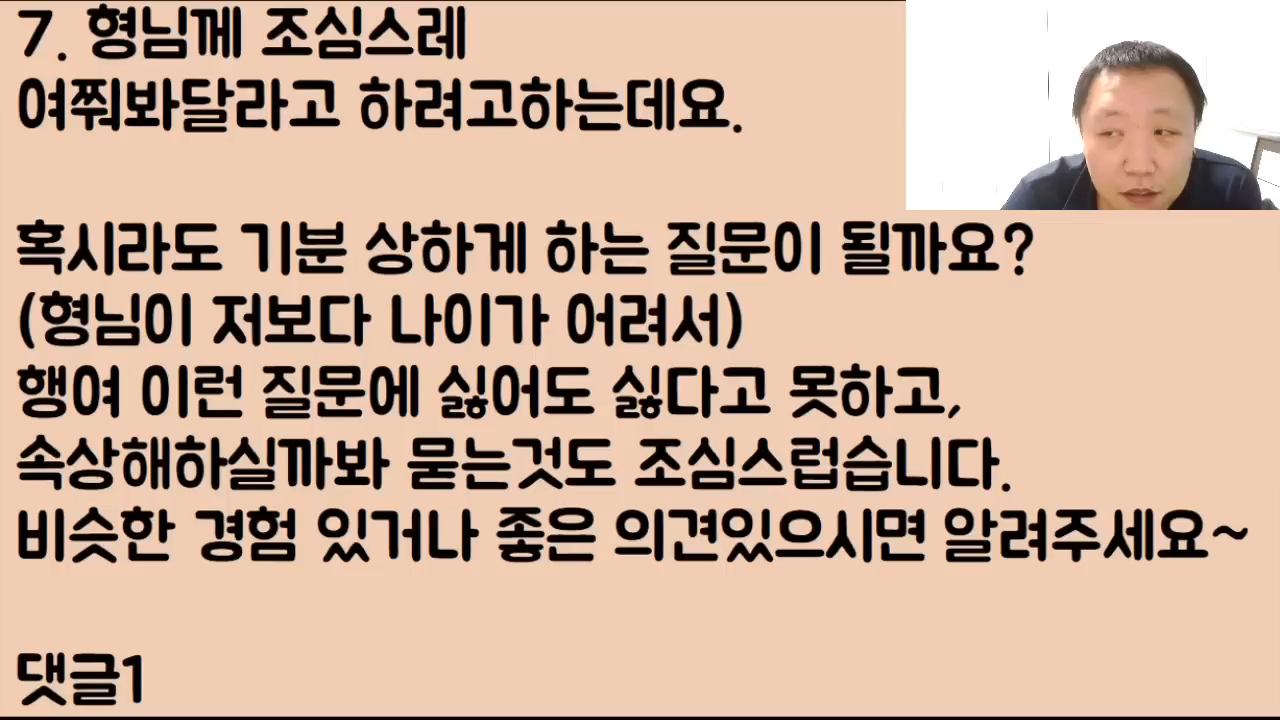 7. 형님께 조심스레
여쭤봐달라고 하려고하는데요.
혹시라도 기분 상하게 하는 질문이 될까요?
(형님이 저보다 나이가 어려서)
행여 이런 질문에 싫어도 싫다고 못하고,
속상해하실까봐 묻는것도 조심스럽습니다.
비슷한 경험 있거나 좋은 의견있으시면 알려주세요~
댓글1